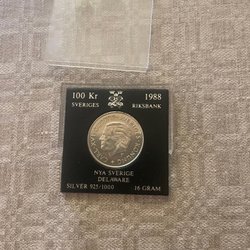 100 Kr 1988
SVERIGES RIKSBANK
NYA SVERIGE
DELAWARE
SILVER 925/1000 16 GRAM